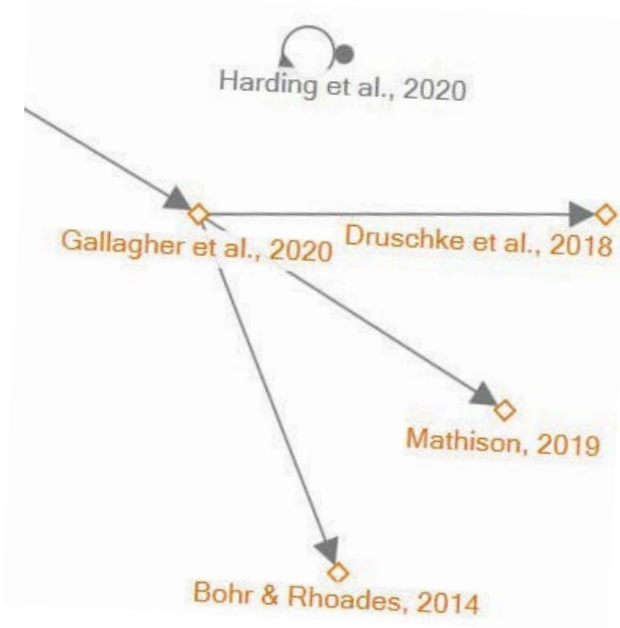 Harding et al., 2020
Gallagher et al., 2020
Druschke et al., 2018
Mathison, 2019
Bohr & Rhoades, 2014